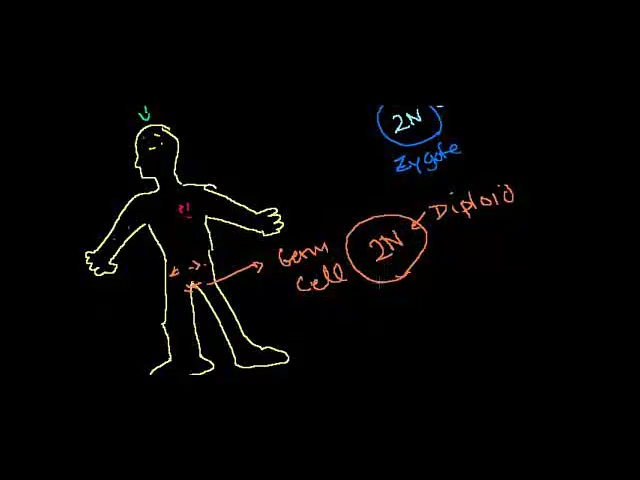 2N
Zygote
Diploid
2N
Germ
Cell